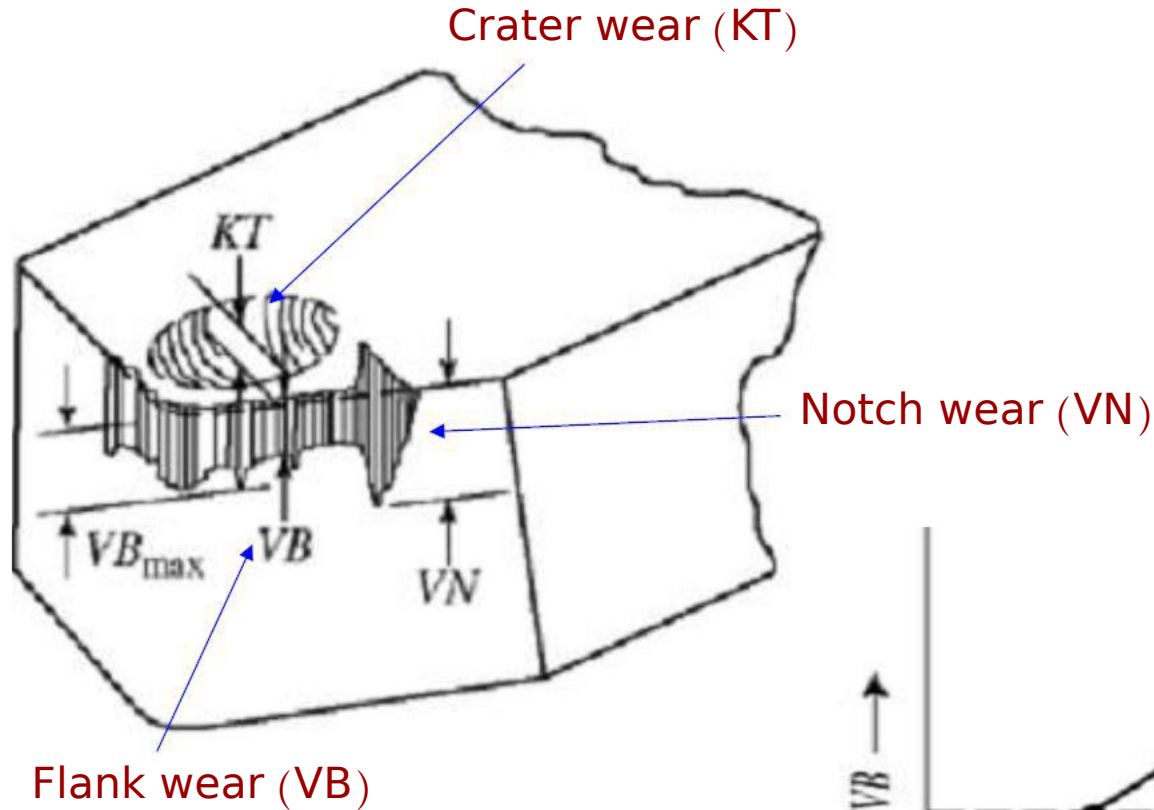 Crater wear (KT)
KT
Notch wear (VN)
VB
VBmax
VN
VB
Flank wear (VB)